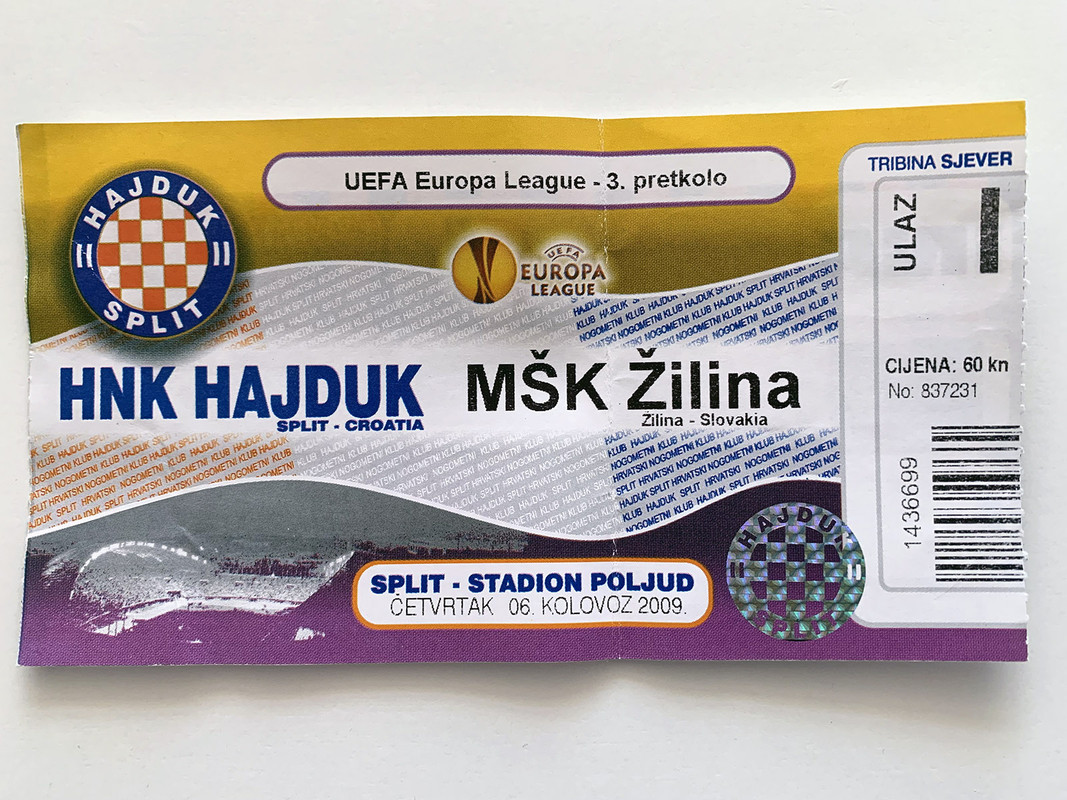 UEFA Europa League - 3. pretkolo
TRIBINA SJEVER
HAJDUK
SPLIT
UEFA
EUROPA
LEAGUE
ULAZ
HNK HAJDUK
SPLIT - CROATIA
MŠK Žilina
Žilina - Slovakia
CIJENA: 60 kn
No: 837231
1436699
SPLIT - STADION POLJUD
ČETVRTAK 06. KOLOVOZ 2009.
HAJDUK
SPLIT